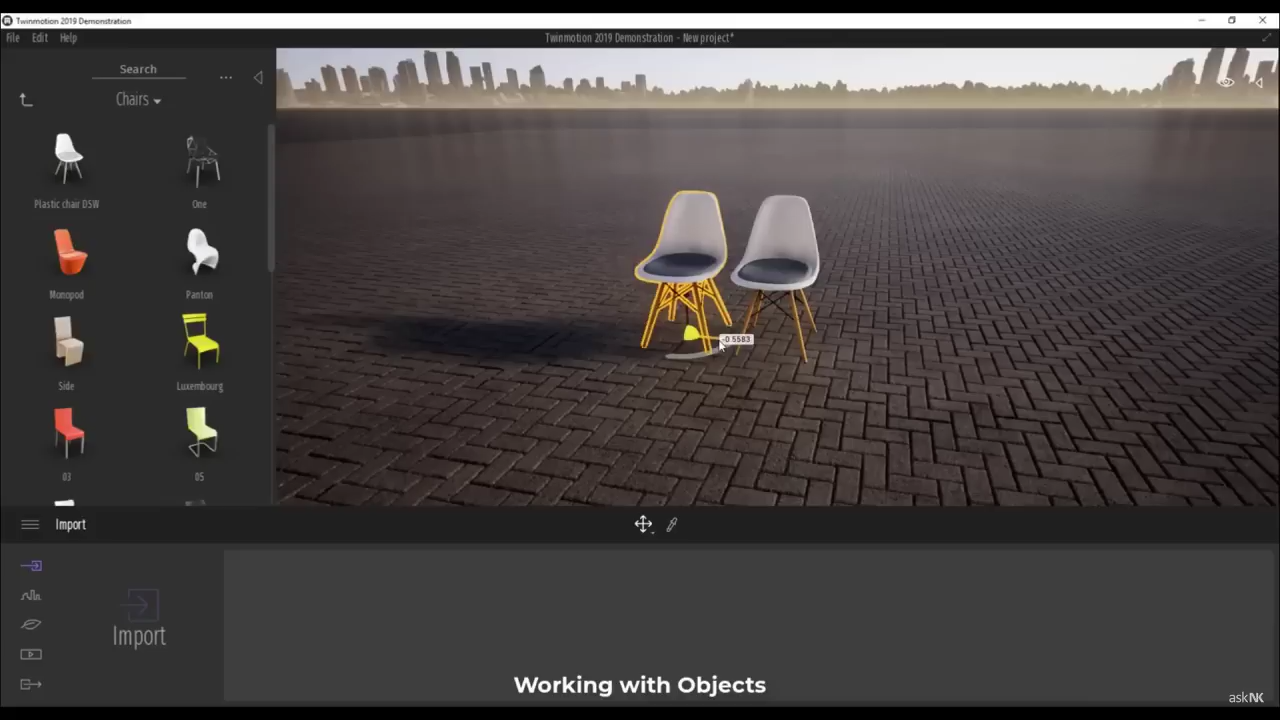 Twinmotion 2019 Demonstration
File Edit Help
Twinmotion 2019 Demonstration - New project*
Search
...
Chairs
Plastic chair DSW
One
Monopod
Panton
Side
Luxembourg
03
05
-0.5583
Import
Import
Working with Objects
askNK